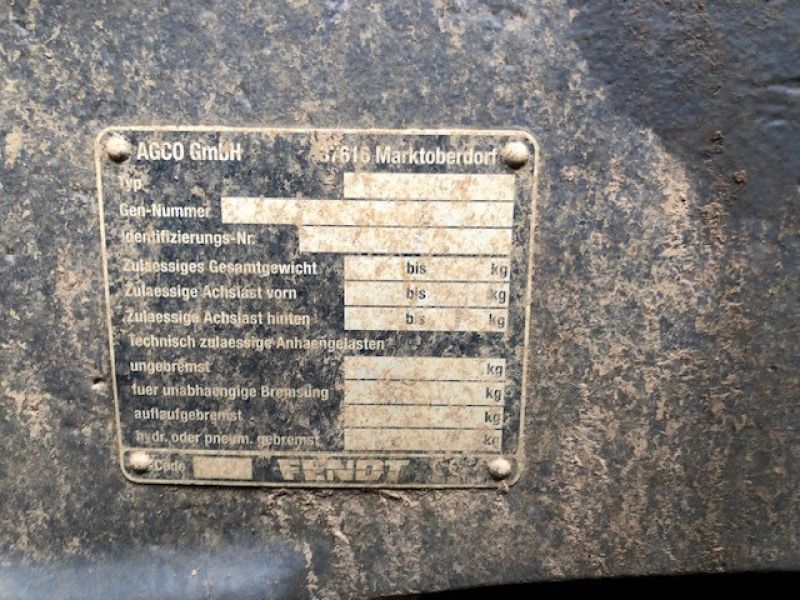 AGCO GmbH 87616 Marktoberdorf
Typ
Gen-Nummer
Identifizierungs-Nr.
Zulaessiges Gesamtgewicht bis kg
Zulaessige Achslast vorn bis kg
Zulaessige Achslast hinten bis kg
Technisch zulaessige Anhaengelasten
ungebremst kg
fuer unabhaengige Bremsung kg
auflaufgebremst kg
hydr. oder pneum. gebremst kg
Code FENDT